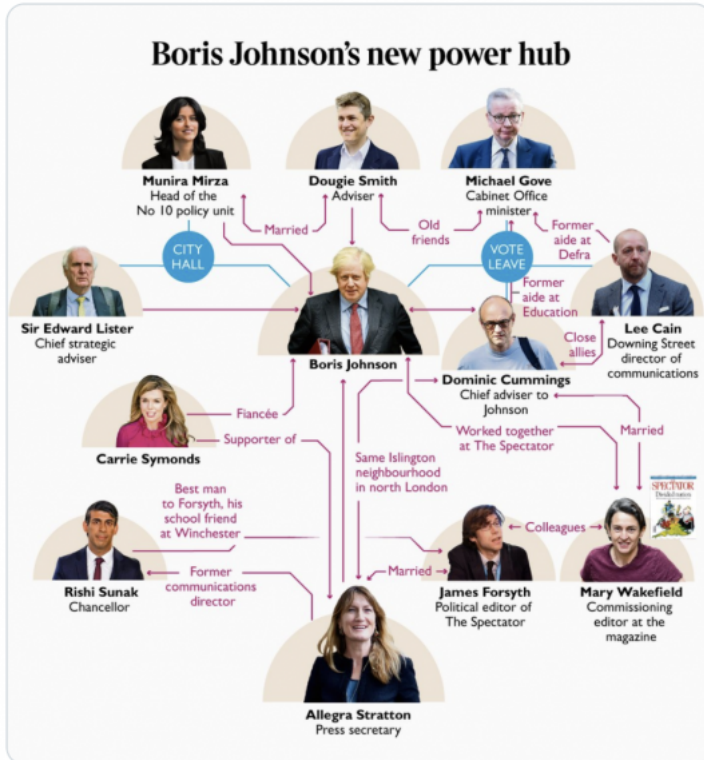 Boris Johnson's new power hub
Munira Mirza
Head of the
No 10 policy unit
Dougie Smith
Adviser
Michael Gove
Cabinet Office
minister
Married
Old
friends
Former
aide at
Defra
CITY
HALL
VOTE
LEAVE
Former
aide at
Education
Sir Edward Lister
Chief strategic
adviser
Boris Johnson
Close
allies
Lee Cain
Downing Street
director of
communications
Dominic Cummings
Chief adviser to
Johnson
Fiancée
Supporter of
Carrie Symonds
Worked together
at The Spectator
Married
Same Islington
neighbourhood
in north London
Best man
to Forsyth, his
school friend
at Winchester
SPECTATOR
Colleagues
Rishi Sunak
Chancellor
Former
communications
director
Married
James Forsyth
Political editor of
The Spectator
Mary Wakefield
Commissioning
editor at the
magazine
Allegra Stratton
Press secretary